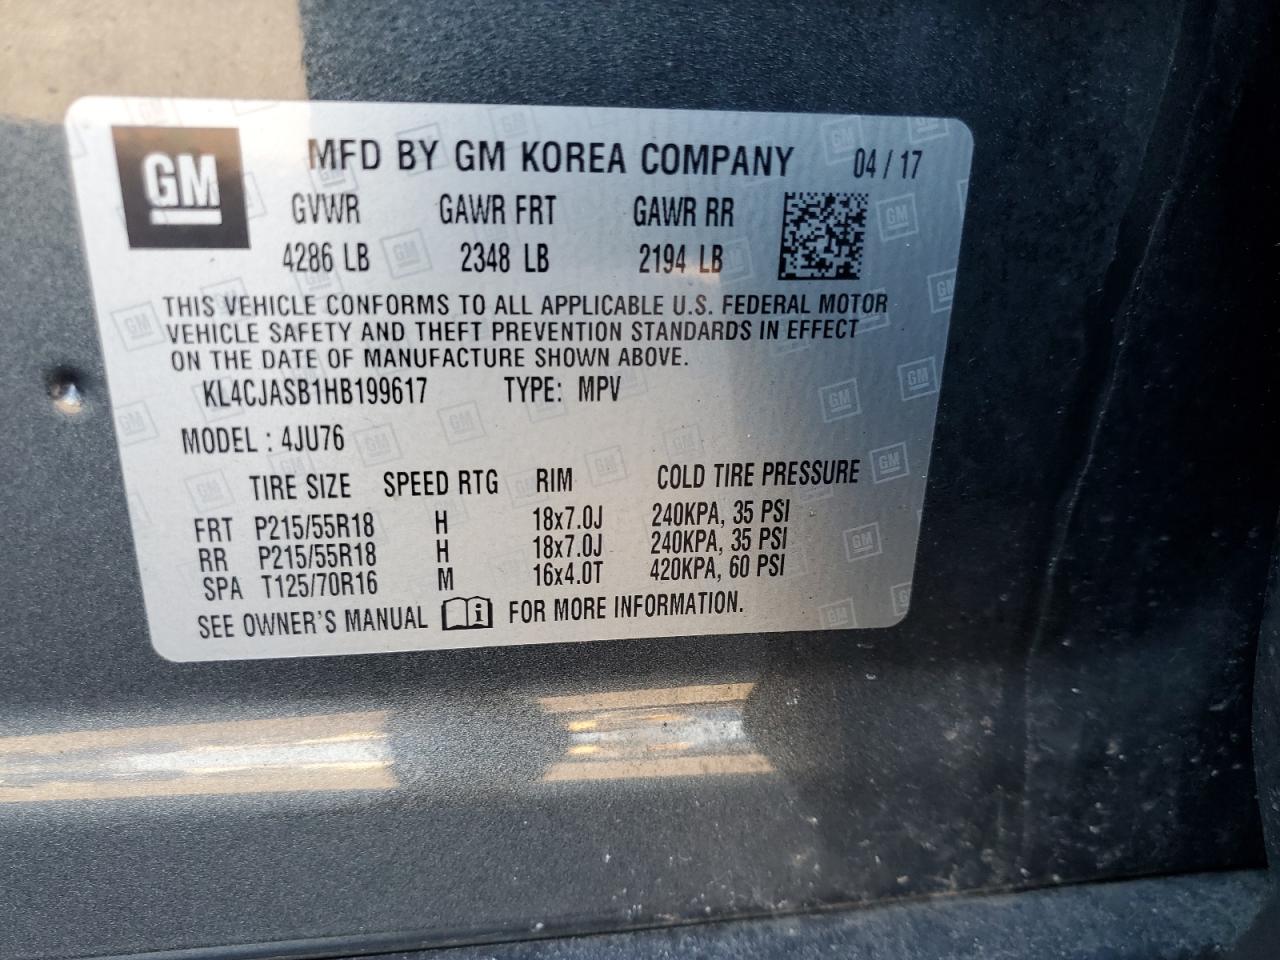 GM MFD BY GM KOREA COMPANY 04 / 17
GVWR GAWR FRT GAWR RR
4286 LB 2348 LB 2194 LB
THIS VEHICLE CONFORMS TO ALL APPLICABLE U.S. FEDERAL MOTOR
VEHICLE SAFETY AND THEFT PREVENTION STANDARDS IN EFFECT
ON THE DATE OF MANUFACTURE SHOWN ABOVE.
KL4CJASB1HB199617 TYPE: MPV
MODEL : 4JU76
TIRE SIZE SPEED RTG RIM COLD TIRE PRESSURE
FRT P215/55R18 H 18x7.0J 240KPA, 35 PSI
RR P215/55R18 H 18x7.0J 240KPA, 35 PSI
SPA T125/70R16 M 16x4.0T 420KPA, 60 PSI
SEE OWNER'S MANUAL i FOR MORE INFORMATION.